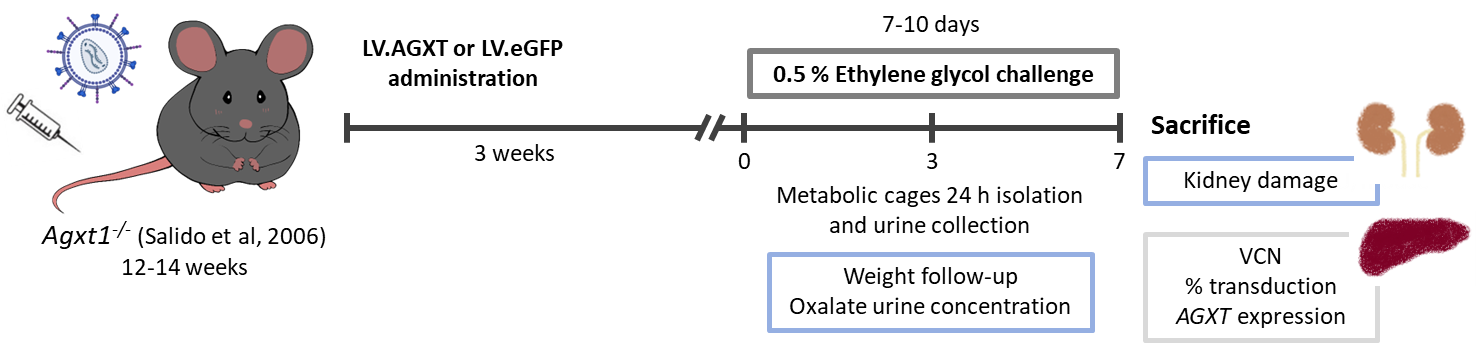 LV.AGXT or LV.eGFP
administration
3 weeks
Agxt1-/- (Salido et al, 2006)
12-14 weeks
7-10 days
0.5 % Ethylene glycol challenge
0
3
7
Metabolic cages 24 h isolation
and urine collection
Weight follow-up
Oxalate urine concentration
Sacrifice
Kidney damage
VCN
% transduction
AGXT expression